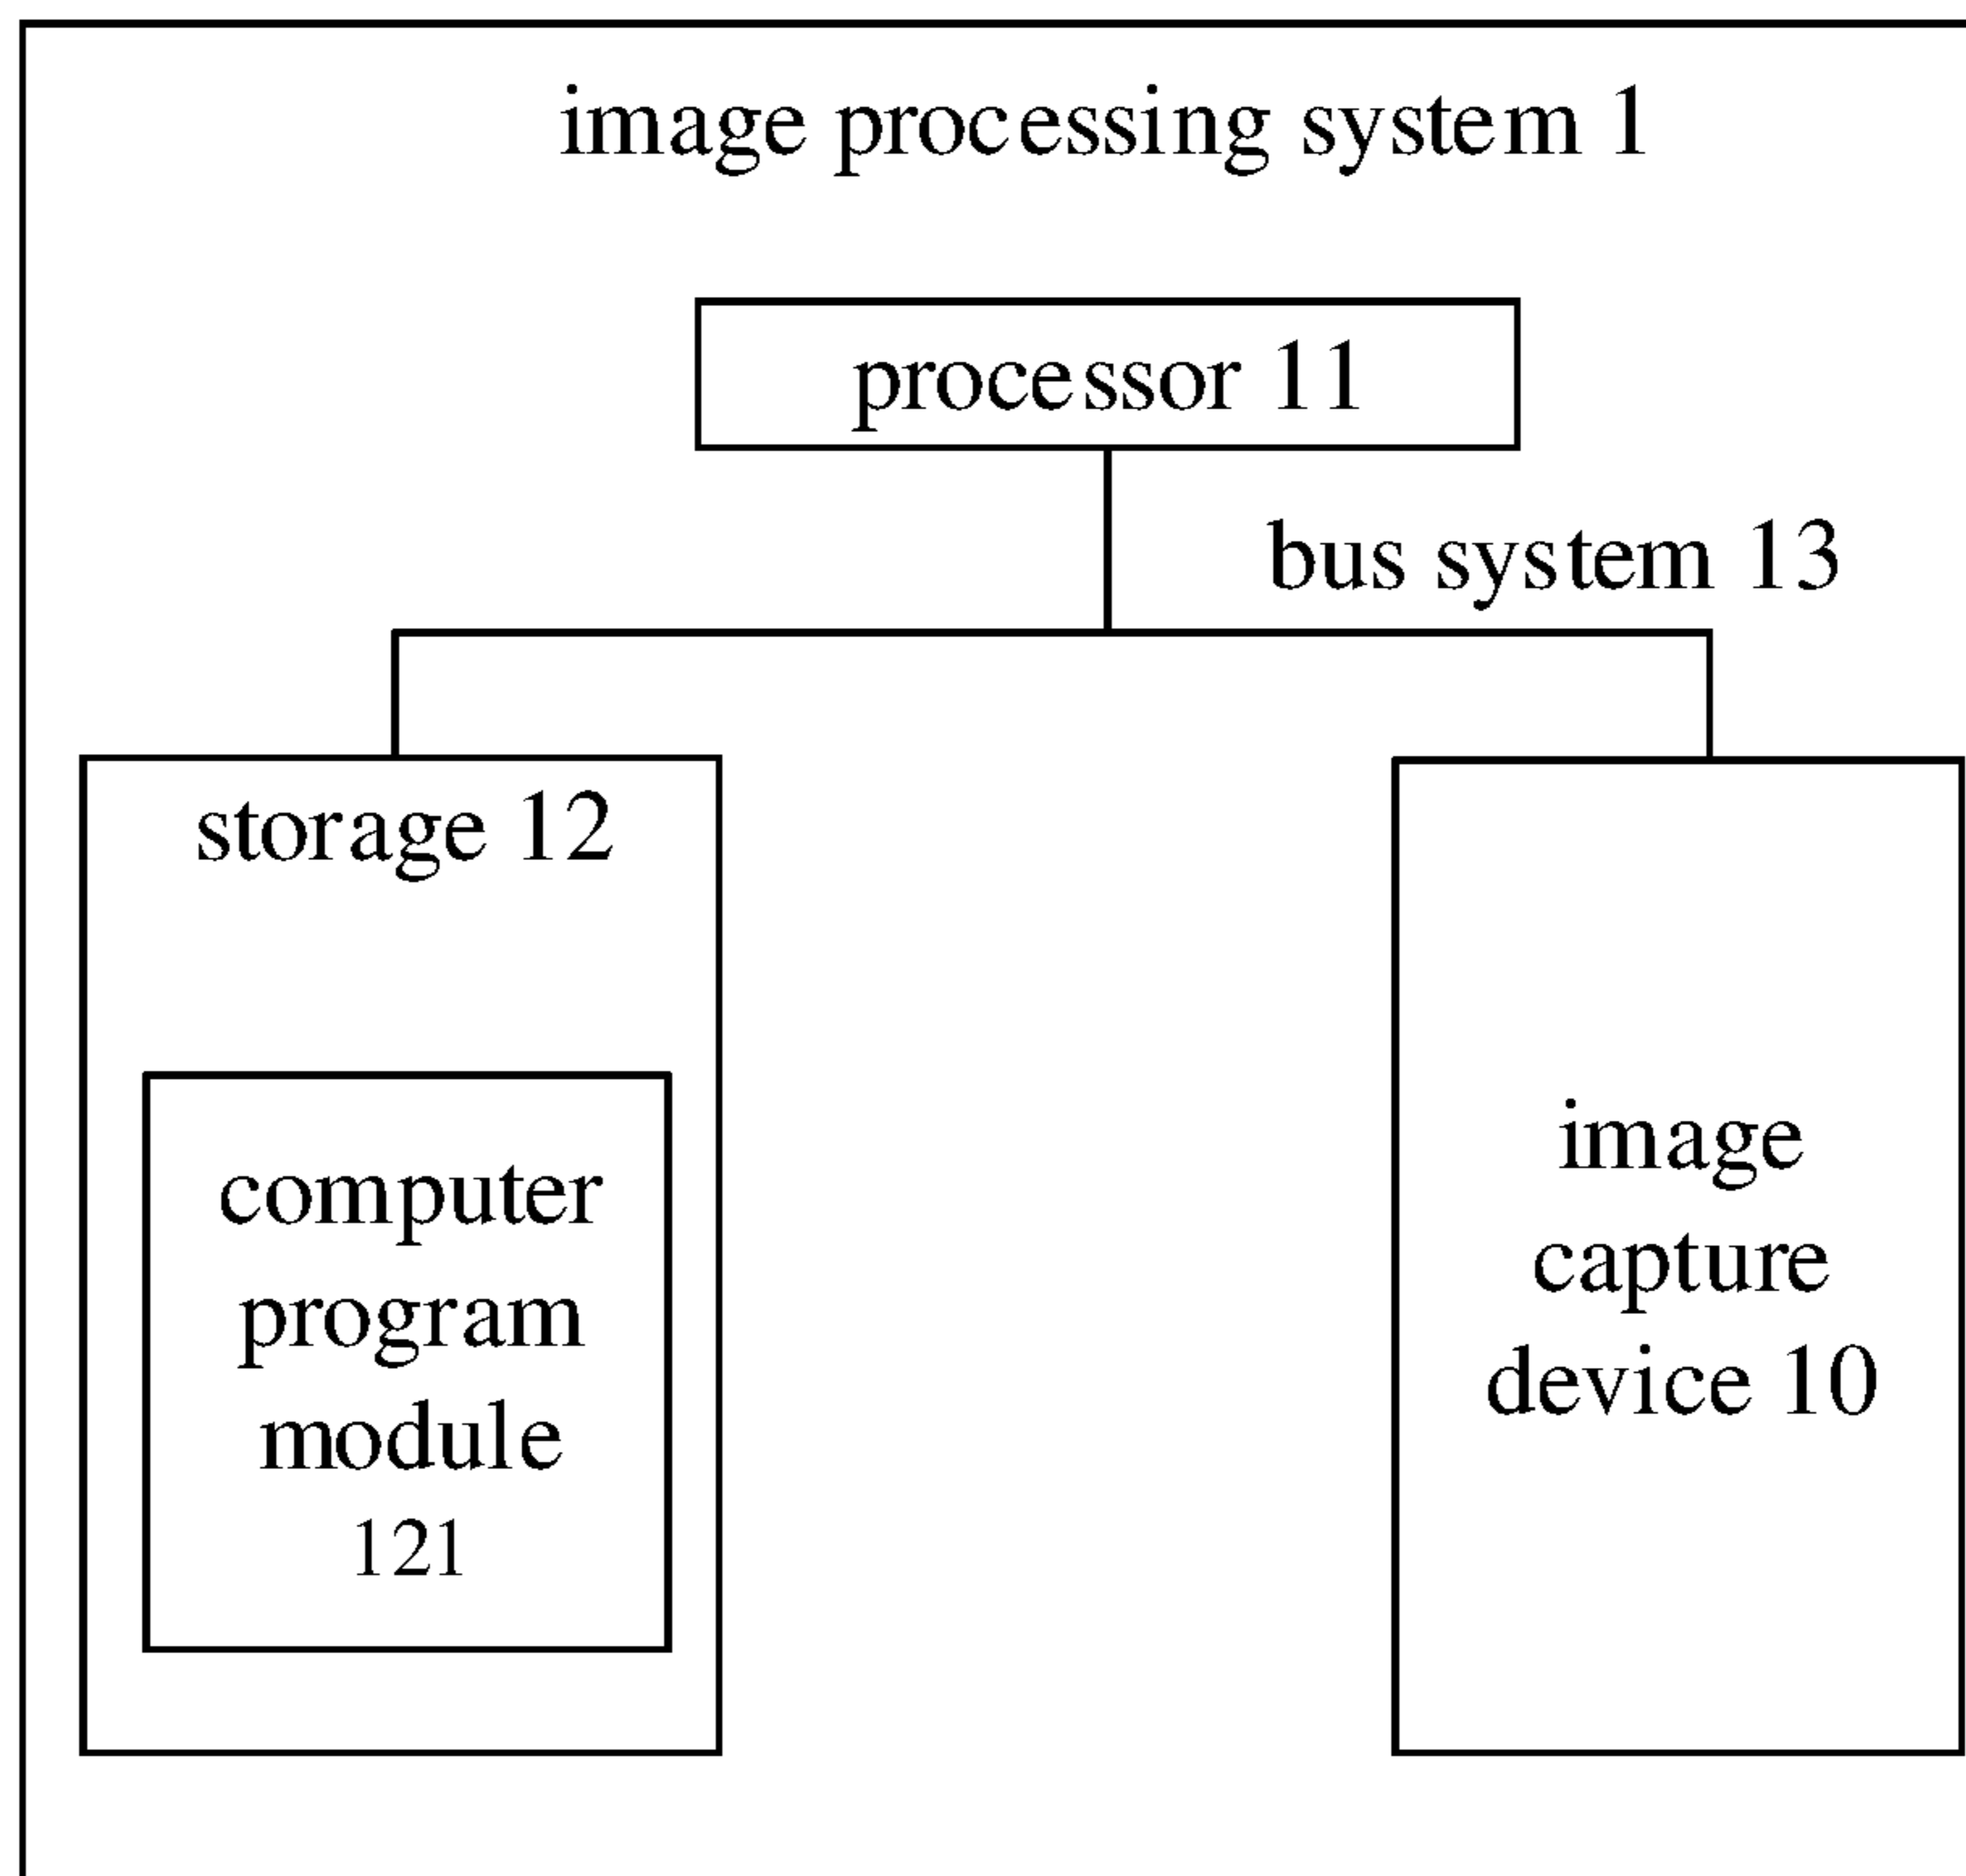 image processing system 1
processor 11
bus system 13
storage 12
computer
program
module
121
image
capture
device 10